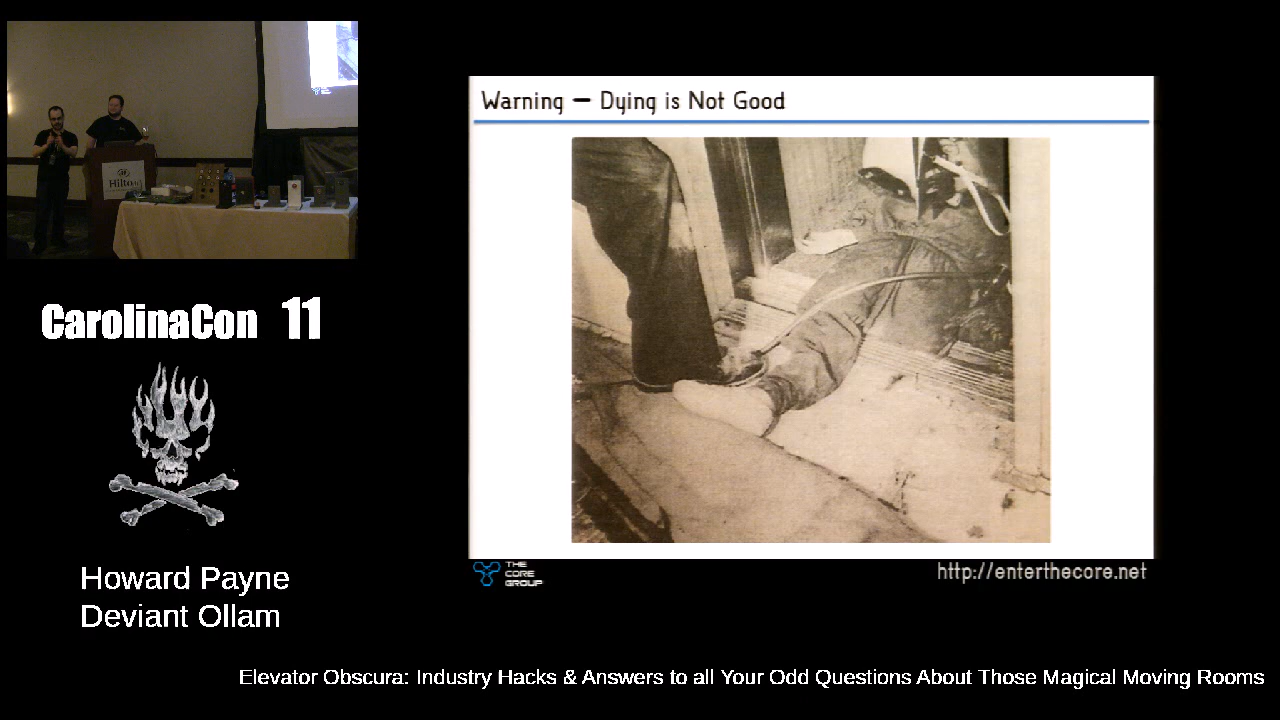 Warning — Dying is Not Good
Hilton
CarolinaCon 11
THE
CORE
GROUP
http://enterthecore.net
Howard Payne
Deviant Ollam
Elevator Obscura: Industry Hacks & Answers to all Your Odd Questions About Those Magical Moving Rooms